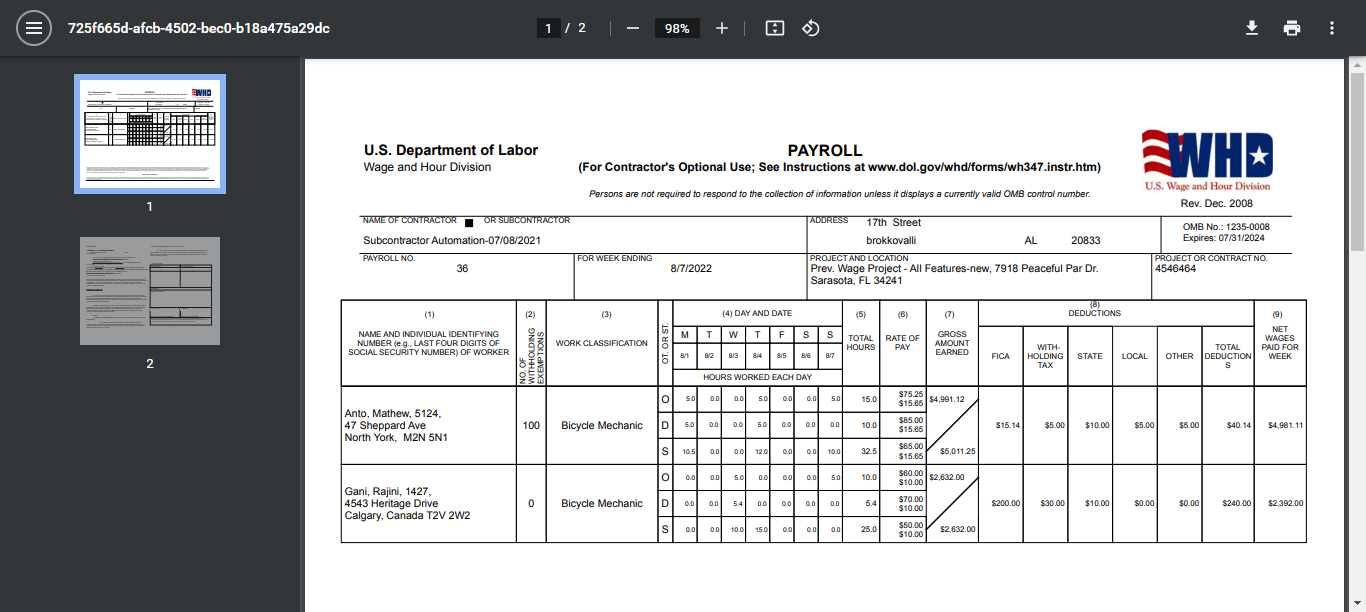 725f665d-afcb-4502-bec0-b18a475a29dc
1 / 2
98%
1
2
U.S. Department of Labor
Wage and Hour Division
PAYROLL
(For Contractor's Optional Use; See Instructions at www.dol.gov/whd/forms/wh347.instr.htm)
Persons are not required to respond to the collection of information unless it displays a currently valid OMB control number.
WHD
U.S. Wage and Hour Division
Rev. Dec. 2008
NAME OF CONTRACTOR OR SUBCONTRACTOR
Subcontractor Automation-07/08/2021
ADDRESS 17th Street
brokkovalli AL 20833
OMB No.: 1235-0008
Expires: 07/31/2024
PAYROLL NO.
36
FOR WEEK ENDING
8/7/2022
PROJECT AND LOCATION
Prev. Wage Project - All Features-new, 7918 Peaceful Par Dr.
Sarasota, FL 34241
PROJECT OR CONTRACT NO.
4546464
(1)
NAME AND INDIVIDUAL IDENTIFYING
NUMBER (e.g., LAST FOUR DIGITS OF
SOCIAL SECURITY NUMBER) OF WORKER
(2)
NO. OF
WITHHOLDING
EXEMPTIONS
(3)
WORK CLASSIFICATION
OT. OR ST.
(4) DAY AND DATE
M T W T F S S
8/1 8/2 8/3 8/4 8/5 8/6 8/7
HOURS WORKED EACH DAY
(5)
TOTAL
HOURS
(6)
RATE OF
PAY
(7)
GROSS
AMOUNT
EARNED
(8)
DEDUCTIONS
FICA
WITH-
HOLDING
TAX
STATE
LOCAL
OTHER
TOTAL
DEDUCTION
S
(9)
NET
WAGES
PAID FOR
WEEK
Anto, Mathew, 5124,
47 Sheppard Ave
North York, M2N 5N1
100
Bicycle Mechanic
O 5.0 0.0 0.0 5.0 0.0 0.0 5.0 15.0 $75.25 $15.65
D 5.0 0.0 0.0 5.0 0.0 0.0 0.0 10.0 $85.00 $15.65
S 10.5 0.0 0.0 12.0 0.0 0.0 10.0 32.5 $65.00 $15.65
$4,991.12
$5,011.25
$15.14 $5.00 $10.00 $5.00 $5.00 $40.14 $4,981.11
Gani, Rajini, 1427,
4543 Heritage Drive
Calgary, Canada T2V 2W2
0
Bicycle Mechanic
O 0.0 0.0 5.0 0.0 0.0 0.0 5.0 10.0 $60.00 $10.00
D 0.0 0.0 5.4 0.0 0.0 0.0 0.0 5.4 $70.00 $10.00
S 0.0 0.0 10.0 15.0 0.0 0.0 0.0 25.0 $50.00 $10.00
$2,632.00
$2,632.00
$200.00 $30.00 $10.00 $0.00 $0.00 $240.00 $2,392.00